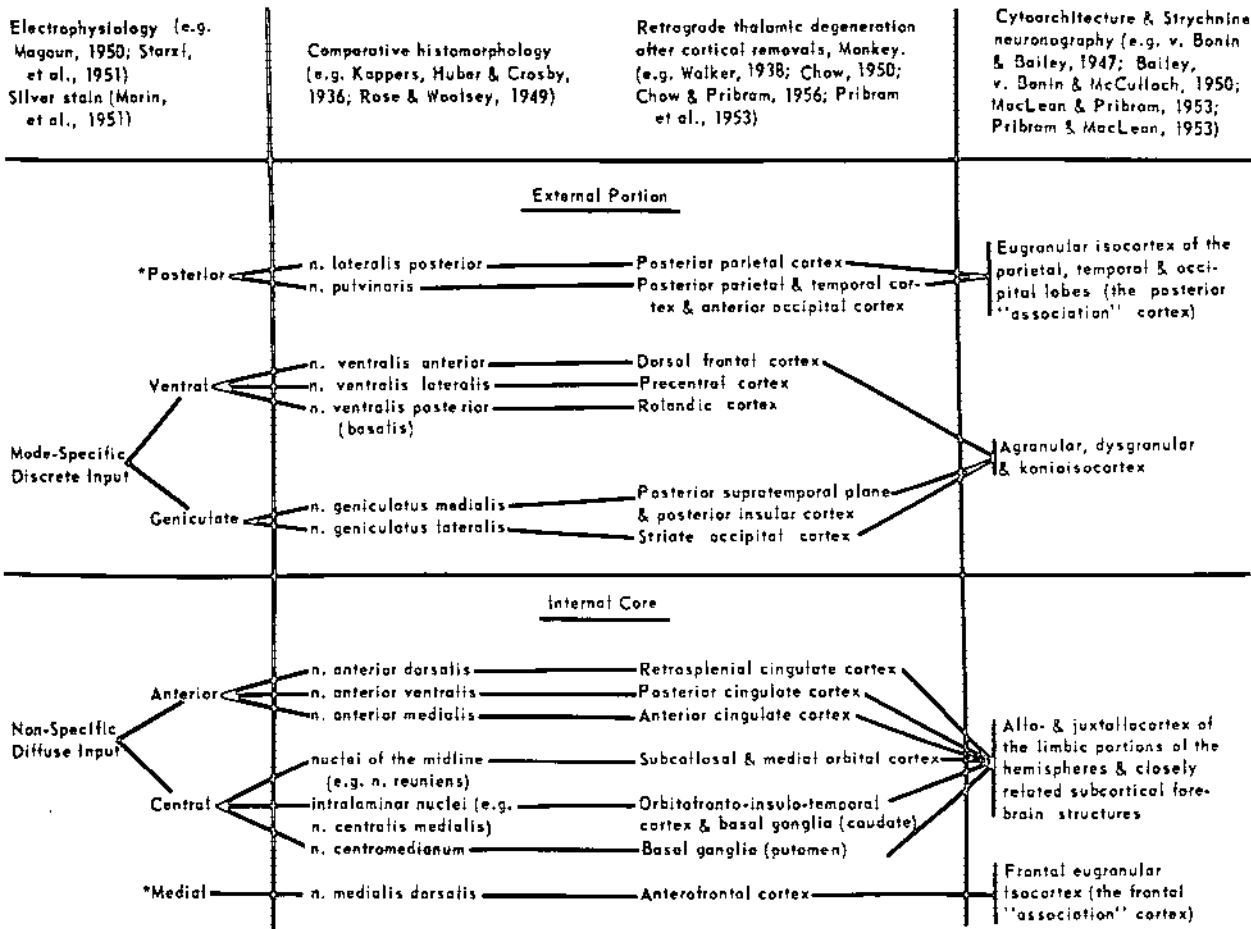 Electrophysiology (e.g.
Magoun, 1950; Starzl,
et al., 1951)
Silver stain (Morin,
et al., 1951)
Comparative histomorphology
(e.g. Kappers, Huber & Crosby,
1936; Rose & Woolsey, 1949)
Retrograde thalamic degeneration
after cortical removals, Monkey.
(e.g. Walker, 1938; Chow, 1950;
Chow & Pribram, 1956; Pribram
et al., 1953)
Cytoarchitecture & Strychnine
neuronography (e.g. v. Bonin
& Bailey, 1947; Bailey,
v. Bonin & McCulloch, 1950;
MacLean & Pribram, 1953;
Pribram & MacLean, 1953)
External Portion
*Posterior
n. lateralis posterior
n. pulvinaris
Posterior parietal cortex
Posterior parietal & temporal cor-
tex & anterior occipital cortex
Eugranular isocortex of the
parietal, temporal & occi-
pital lobes (the posterior
"association" cortex)
Mode-Specific
Discrete Input
Ventral
n. ventralis anterior
n. ventralis lateralis
n. ventralis posterior
(basalis)
Dorsal frontal cortex
Precentral cortex
Rolandic cortex
Geniculate
n. geniculatus medialis
n. geniculatus lateralis
Posterior supratemporal plane
& posterior insular cortex
Striate occipital cortex
Agranular, dysgranular
& konioisocortex
Internal Core
Non-Specific
Diffuse Input
Anterior
n. anterior dorsalis
n. anterior ventralis
n. anterior medialis
Retrosplenial cingulate cortex
Posterior cingulate cortex
Anterior cingulate cortex
Central
nuclei of the midline
(e.g. n. reuniens)
intralaminar nuclei (e.g.
n. centralis medialis)
n. centromedianum
Subcallosal & medial orbital cortex
Orbitofronto-insulo-temporal
cortex & basal ganglia (caudate)
Basal ganglia (putamen)
Allo- & juxtallocortex of
the limbic portions of the
hemispheres & closely
related subcortical fore-
brain structures
*Medial
n. medialis dorsalis
Anterofrontal cortex
Frontal eugranular
isocortex (the frontal
"association" cortex)